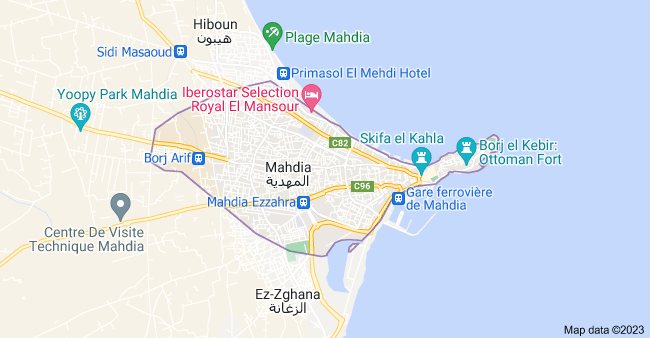 Hiboun
هيبون
Plage Mahdia
Sidi Masaoud
Primasol El Mehdi Hotel
Yoopy Park Mahdia
Iberostar Selection
Royal El Mansour
C82
Skifa el Kahla
Borj el Kebir:
Ottoman Fort
Borj Arif
Mahdia
المهدية
C96
Mahdia Ezzahra
Gare ferrovière
de Mahdia
Centre De Visite
Technique Mahdia
Ez-Zghana
الزغانة
Map data ©2023